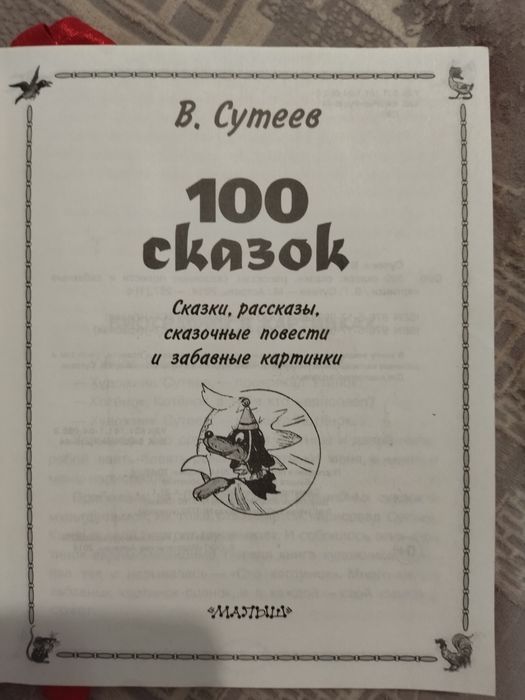 В. Сутеев
100
сказок
Сказки, рассказы,
сказочные повести
и забавные картинки
МАЛЫШ